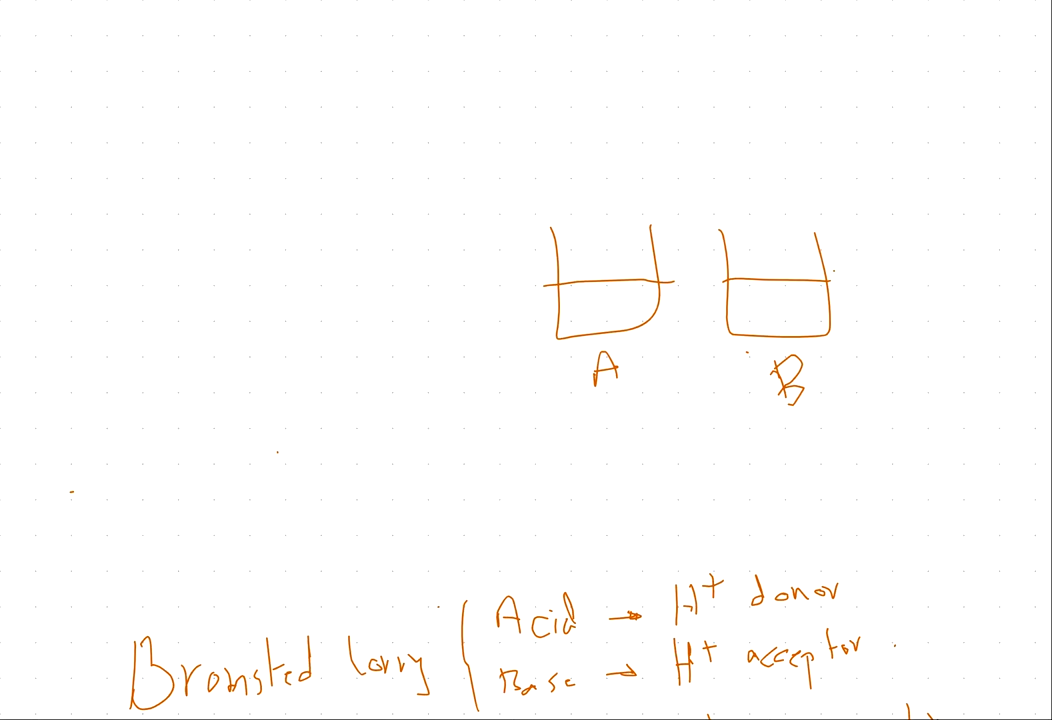 A B
Acid → H+ donor
Bronsted lorry
Base → H+ acceptor